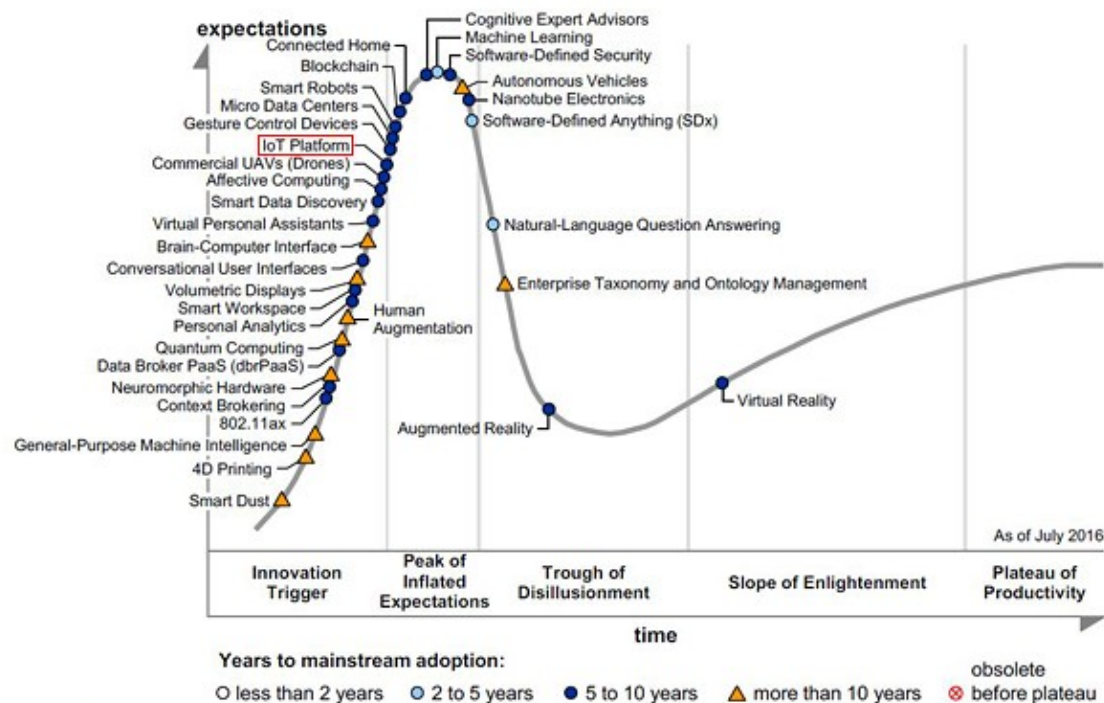 expectations
Cognitive Expert Advisors
Connected Home
Machine Learning
Blockchain
Software-Defined Security
Smart Robots
Autonomous Vehicles
Micro Data Centers
Nanotube Electronics
Gesture Control Devices
Software-Defined Anything (SDx)
IoT Platform
Commercial UAVs (Drones)
Affective Computing
Smart Data Discovery
Virtual Personal Assistants
Natural-Language Question Answering
Brain-Computer Interface
Conversational User Interfaces
Volumetric Displays
Enterprise Taxonomy and Ontology Management
Smart Workspace
Personal Analytics
Human
Augmentation
Quantum Computing
Data Broker PaaS (dbrPaaS)
Neuromorphic Hardware
Context Brokering
802.11ax
Augmented Reality
Virtual Reality
General-Purpose Machine Intelligence
4D Printing
Smart Dust
As of July 2016
Innovation
Trigger
Peak of
Inflated
Expectations
Trough of
Disillusionment
Slope of Enlightenment
Plateau of
Productivity
time
Years to mainstream adoption:
less than 2 years
2 to 5 years
5 to 10 years
more than 10 years
obsolete
before plateau